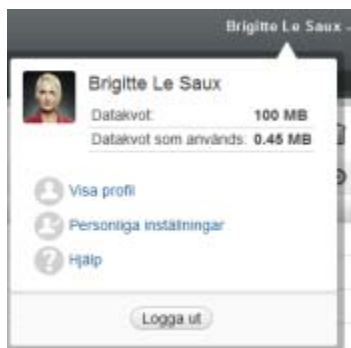 Brigitte Le Saux
Brigitte Le Saux
Datakvot: 100 MB
Datakvot som används: 0.45 MB
Visa profil
Personliga inställningar
Hjälp
Logga ut